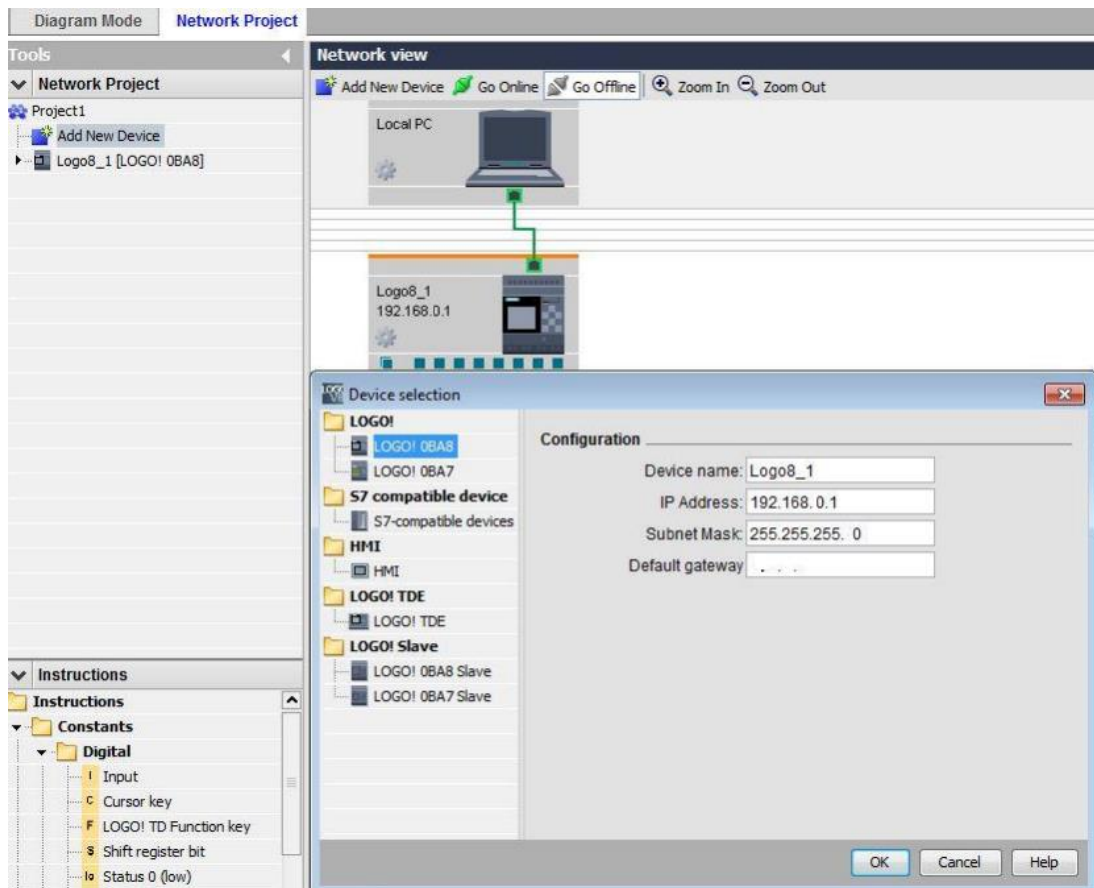 Diagram Mode
Network Project
Tools
Network Project
Project1
Add New Device
Logo8_1 [LOGO! 0BA8]
Network view
Add New Device Go Online Go Offline Zoom In Zoom Out
Local PC
Logo8_1
192.168.0.1
Device selection
LOGO!
LOGO! 0BA8
LOGO! 0BA7
S7 compatible device
S7-compatible devices
HMI
HMI
LOGO! TDE
LOGO! TDE
LOGO! Slave
LOGO! 0BA8 Slave
LOGO! 0BA7 Slave
Configuration
Device name: Logo8_1
IP Address: 192.168. 0.1
Subnet Mask: 255.255.255. 0
Default gateway . . .
OK Cancel Help
Instructions
Instructions
Constants
Digital
I Input
C Cursor key
F LOGO! TD Function key
S Shift register bit
lo Status 0 (low)